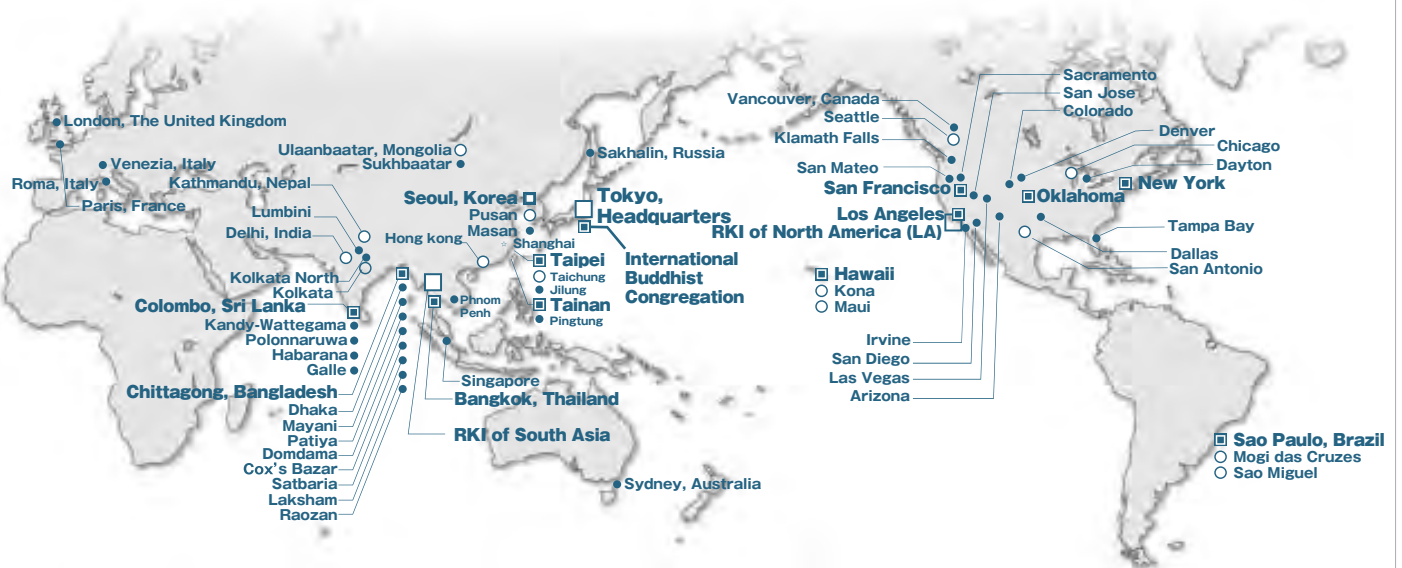 London, The United Kingdom
Venezia, Italy
Roma, Italy
Paris, France
Ulaanbaatar, Mongolia
Sukhbaatar
Kathmandu, Nepal
Lumbini
Delhi, India
Kolkata North
Kolkata
Colombo, Sri Lanka
Kandy-Wattegama
Polonnaruwa
Habarana
Galle
Chittagong, Bangladesh
Dhaka
Mayani
Patiya
Domdama
Cox's Bazar
Satbaria
Laksham
Raozan
Sakhalin, Russia
Seoul, Korea
Pusan
Masan
Tokyo,
Headquarters
Hong kong
Shanghai
Taipei
Taichung
Jilung
Tainan
Pingtung
International
Buddhist
Congregation
Phnom
Penh
Singapore
Bangkok, Thailand
RKI of South Asia
Sydney, Australia
Vancouver, Canada
Seattle
Klamath Falls
San Mateo
San Francisco
Los Angeles
RKI of North America (LA)
Hawaii
Kona
Maui
Irvine
San Diego
Las Vegas
Arizona
Sacramento
San Jose
Colorado
Denver
Chicago
Dayton
New York
Oklahoma
Tampa Bay
Dallas
San Antonio
Sao Paulo, Brazil
Mogi das Cruzes
Sao Miguel